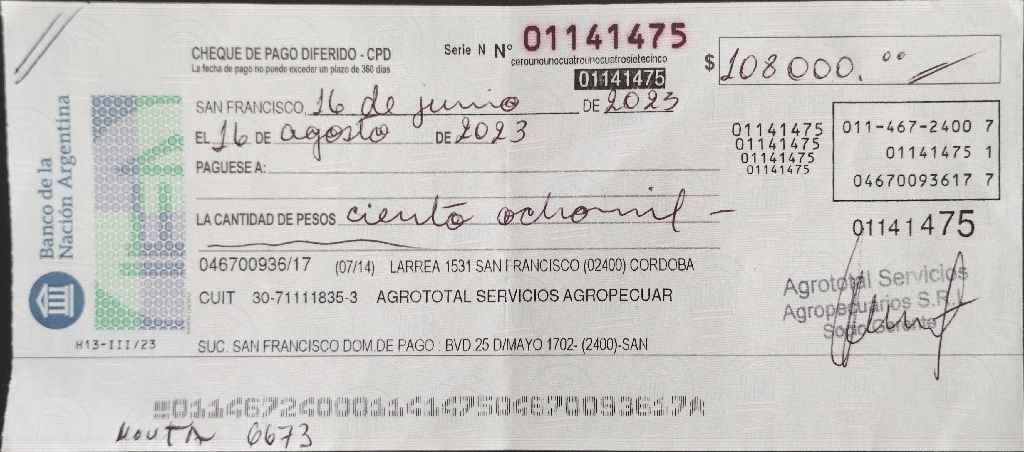 CHEQUE DE PAGO DIFERIDO - CPD
La fecha de pago no puede exceder un plazo de 360 días
Serie N Nº 01141475
cerounounocuatrounocuatrosietecinco
01141475
$ 108000.00
SAN FRANCISCO, 16 de junio DE 2023
EL 16 DE agosto DE 2023
PAGUESE A:
LA CANTIDAD DE PESOS ciento ocho mil -
01141475
01141475
01141475
01141475
011-467-2400 7
01141475 1
04670093617 7
01141475
Banco de la
Nación Argentina
046700936/17 (07/14) LARREA 1531 SAN FRANCISCO (02400) CORDOBA
CUIT 30-71111835-3 AGROTOTAL SERVICIOS AGROPECUAR
Agrototal Servicios
Agropecuarios S.R.L.
Socio Gerente
H13-III/23
SUC. SAN FRANCISCO DOM.DE PAGO : BVD.25 D/MAYO 1702- (2400)-SAN
6673